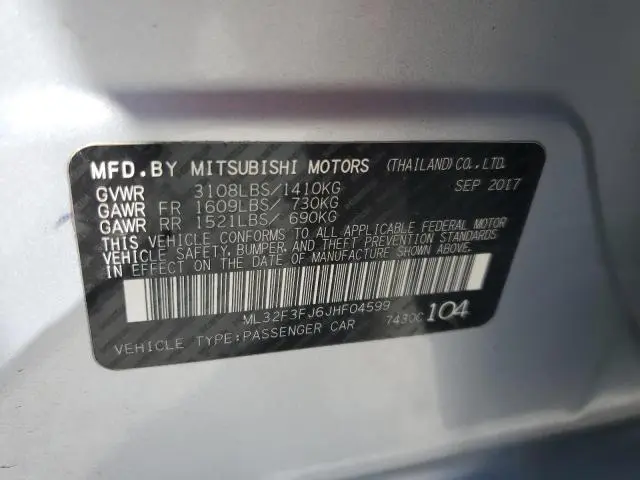 MFD.BY MITSUBISHI MOTORS (THAILAND) CO., LTD.
GVWR 3108LBS/1410KG SEP 2017
GAWR FR 1609LBS/ 730KG
GAWR RR 1521LBS/ 690KG
THIS VEHICLE CONFORMS TO ALL APPLICABLE FEDERAL MOTOR
VEHICLE SAFETY, BUMPER, AND THEFT PREVENTION STANDARDS
IN EFFECT ON THE DATE OF MANUFACTURE SHOWN ABOVE.
ML32F3FJ6JHF04599
VEHICLE TYPE:PASSENGER CAR 7430C 104